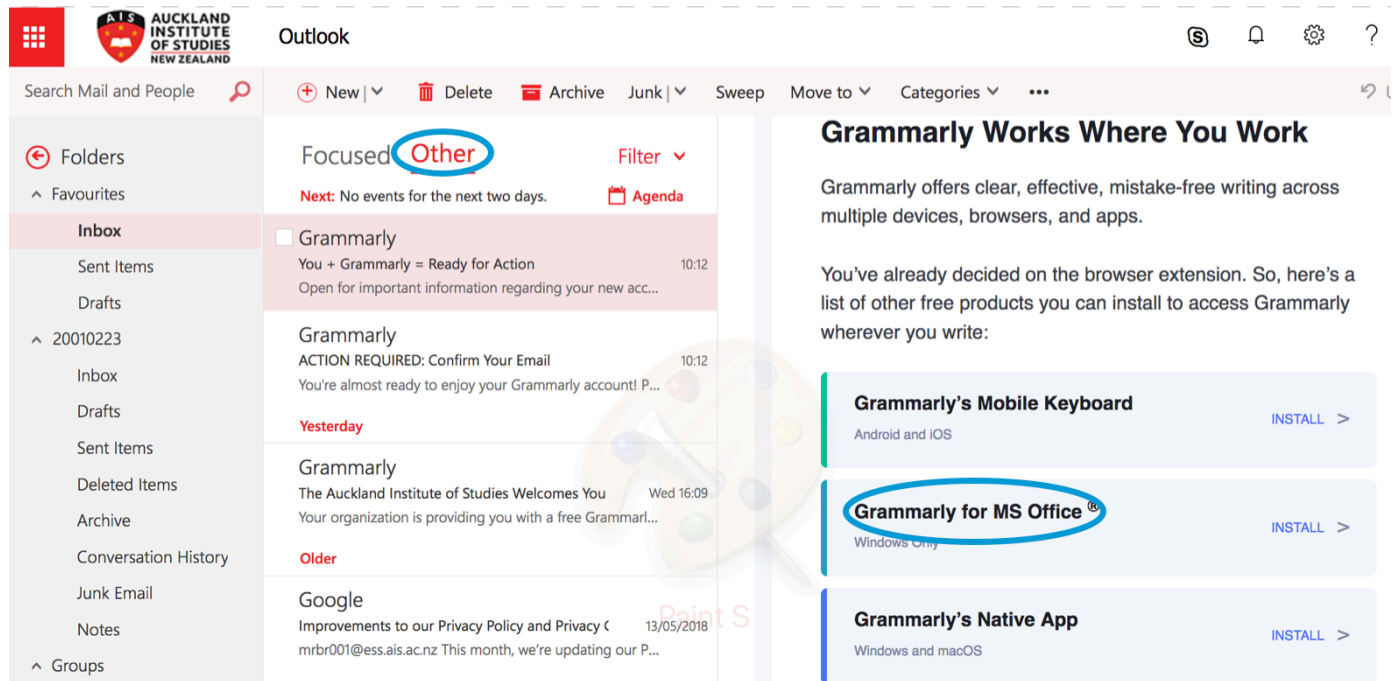 AIS
AUCKLAND
INSTITUTE
OF STUDIES
NEW ZEALAND
Outlook
?
Search Mail and People
New
Delete
Archive
Junk
Sweep
Move to
Categories
•••
Folders
Favourites
Inbox
Sent Items
Drafts
20010223
Inbox
Drafts
Sent Items
Deleted Items
Archive
Conversation History
Junk Email
Notes
Groups
Focused Other Filter
Next: No events for the next two days. Agenda
Grammarly
You + Grammarly = Ready for Action 10:12
Open for important information regarding your new acc...
Grammarly
ACTION REQUIRED: Confirm Your Email 10:12
You're almost ready to enjoy your Grammarly account! P...
Yesterday
Grammarly
The Auckland Institute of Studies Welcomes You Wed 16:09
Your organization is providing you with a free Grammarl...
Older
Google
Improvements to our Privacy Policy and Privacy 13/05/2018
mrbr001@ess.ais.ac.nz This month, we're updating our P...
Paint S
Grammarly Works Where You Work
Grammarly offers clear, effective, mistake-free writing across
multiple devices, browsers, and apps.
You've already decided on the browser extension. So, here's a
list of other free products you can install to access Grammarly
wherever you write:
Grammarly's Mobile Keyboard
Android and iOS
INSTALL >
Grammarly for MS Office ®
Windows Only
INSTALL >
Grammarly's Native App
Windows and macOS
INSTALL >